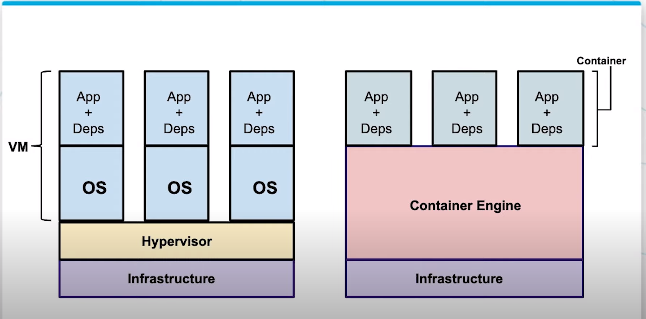 VM
App
+
Deps
App
+
Deps
App
+
Deps
OS
OS
OS
Hypervisor
Infrastructure
Container
App
+
Deps
App
+
Deps
App
+
Deps
Container Engine
Infrastructure